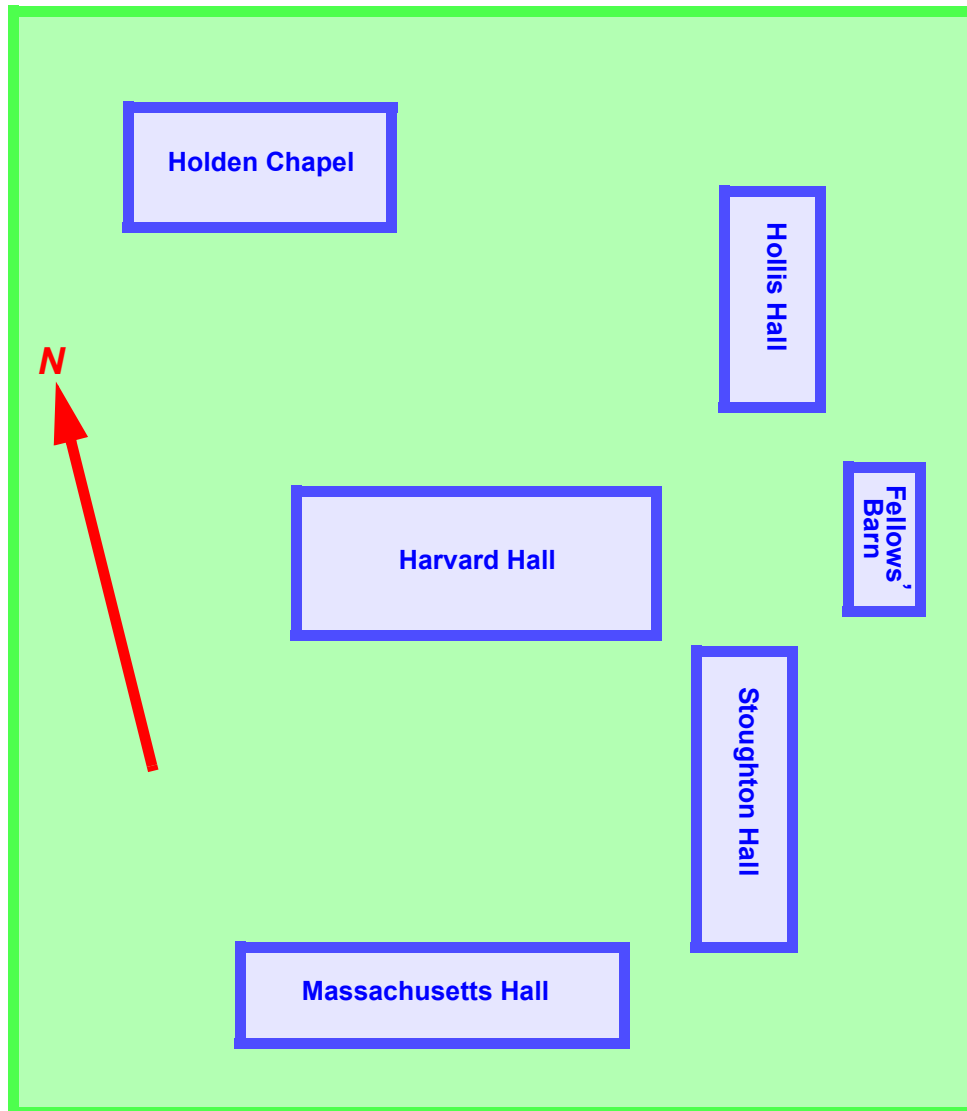 Holden Chapel
Hollis Hall
N
Fellows’
Barn
Harvard Hall
Stoughton Hall
Massachusetts Hall